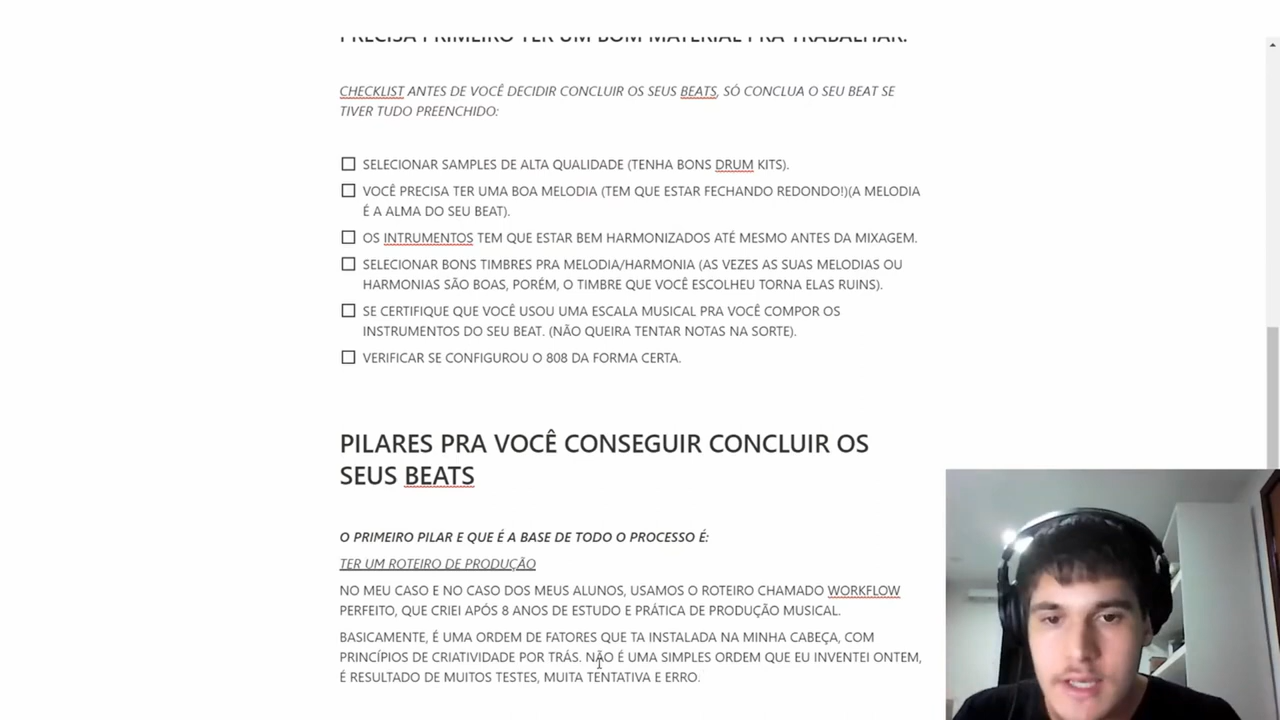 PRECISA PRIMEIRO TER UM BOM MATERIAL PRA TRABALHAR.
CHECKLIST ANTES DE VOCÊ DECIDIR CONCLUIR OS SEUS BEATS, SÓ CONCLUA O SEU BEAT SE
TIVER TUDO PREENCHIDO:
SELECIONAR SAMPLES DE ALTA QUALIDADE (TENHA BONS DRUM KITS).
VOCÊ PRECISA TER UMA BOA MELODIA (TEM QUE ESTAR FECHANDO REDONDO!)(A MELODIA
É A ALMA DO SEU BEAT).
OS INTRUMENTOS TEM QUE ESTAR BEM HARMONIZADOS ATÉ MESMO ANTES DA MIXAGEM.
SELECIONAR BONS TIMBRES PRA MELODIA/HARMONIA (AS VEZES AS SUAS MELODIAS OU
HARMONIAS SÃO BOAS, PORÉM, O TIMBRE QUE VOCÊ ESCOLHEU TORNA ELAS RUINS).
SE CERTIFIQUE QUE VOCÊ USOU UMA ESCALA MUSICAL PRA VOCÊ COMPOR OS
INSTRUMENTOS DO SEU BEAT. (NÃO QUEIRA TENTAR NOTAS NA SORTE).
VERIFICAR SE CONFIGUROU O 808 DA FORMA CERTA.
PILARES PRA VOCÊ CONSEGUIR CONCLUIR OS
SEUS BEATS
O PRIMEIRO PILAR E QUE É A BASE DE TODO O PROCESSO É:
TER UM ROTEIRO DE PRODUÇÃO
NO MEU CASO E NO CASO DOS MEUS ALUNOS, USAMOS O ROTEIRO CHAMADO WORKFLOW
PERFEITO, QUE CRIEI APÓS 8 ANOS DE ESTUDO E PRÁTICA DE PRODUÇÃO MUSICAL.
BASICAMENTE, É UMA ORDEM DE FATORES QUE TA INSTALADA NA MINHA CABEÇA, COM
PRINCÍPIOS DE CRIATIVIDADE POR TRÁS. NÃO É UMA SIMPLES ORDEM QUE EU INVENTEI ONTEM,
É RESULTADO DE MUITOS TESTES, MUITA TENTATIVA E ERRO.